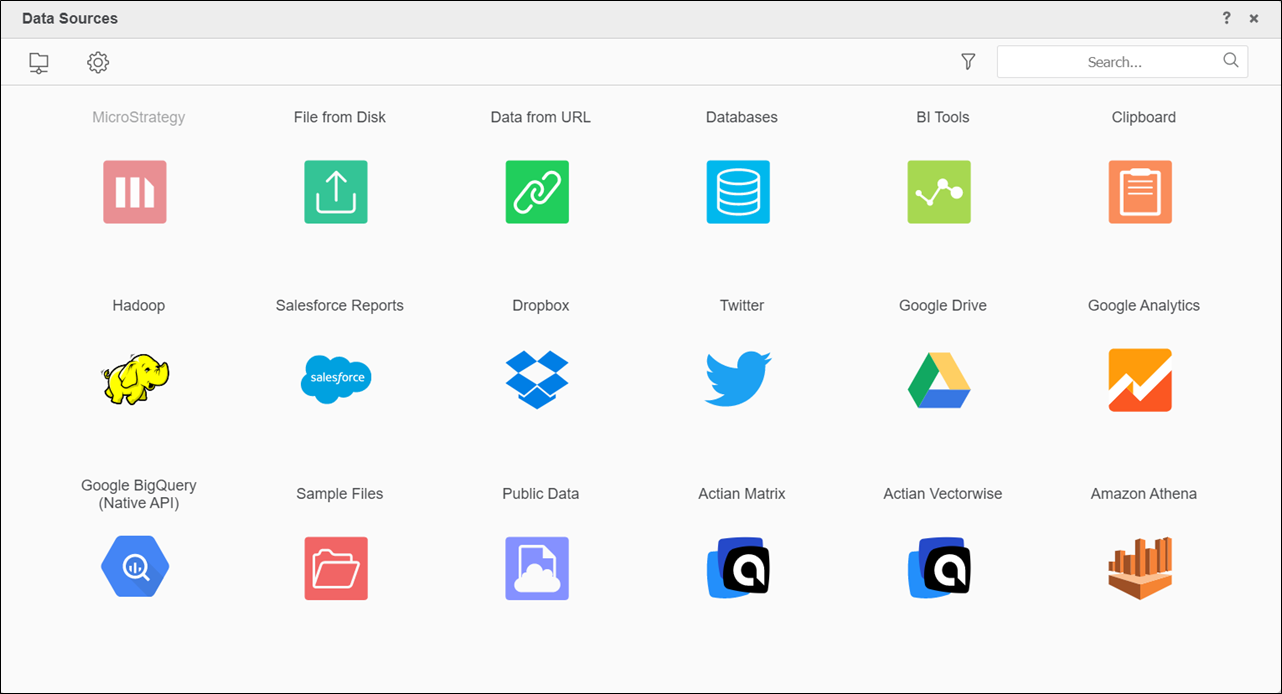 Data Sources
?
Search...
MicroStrategy
File from Disk
Data from URL
Databases
BI Tools
Clipboard
Hadoop
Salesforce Reports
Dropbox
Twitter
Google Drive
Google Analytics
salesforce
Google BigQuery
(Native API)
Sample Files
Public Data
Actian Matrix
Actian Vectorwise
Amazon Athena